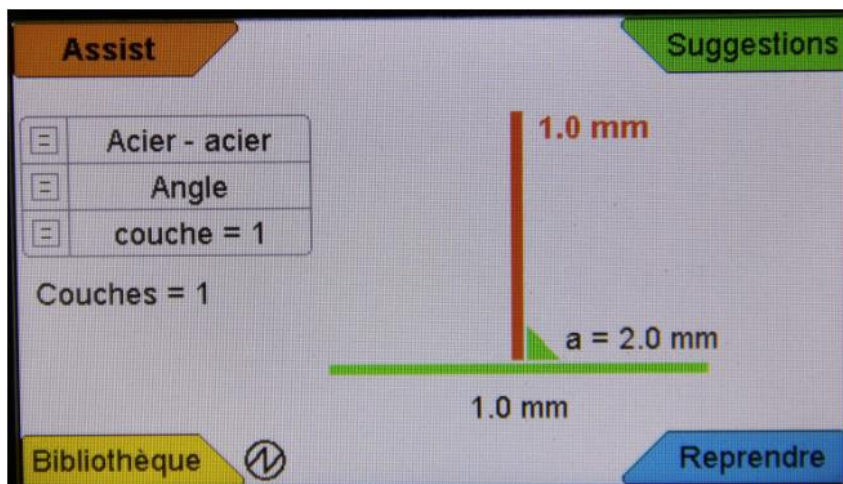 Assist
Suggestions
1.0 mm
= Acier - acier
= Angle
= couche = 1
Couches = 1
a = 2.0 mm
1.0 mm
Bibliothèque
Reprendre